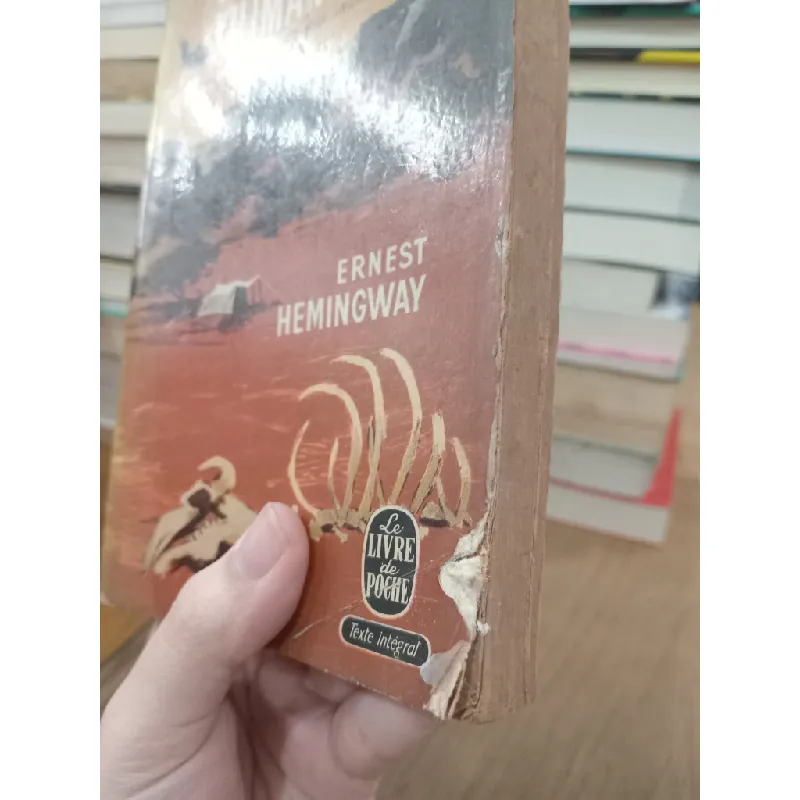 ERNEST
HEMINGWAY
Le
LIVRE
de
POCHE
Texte intégral